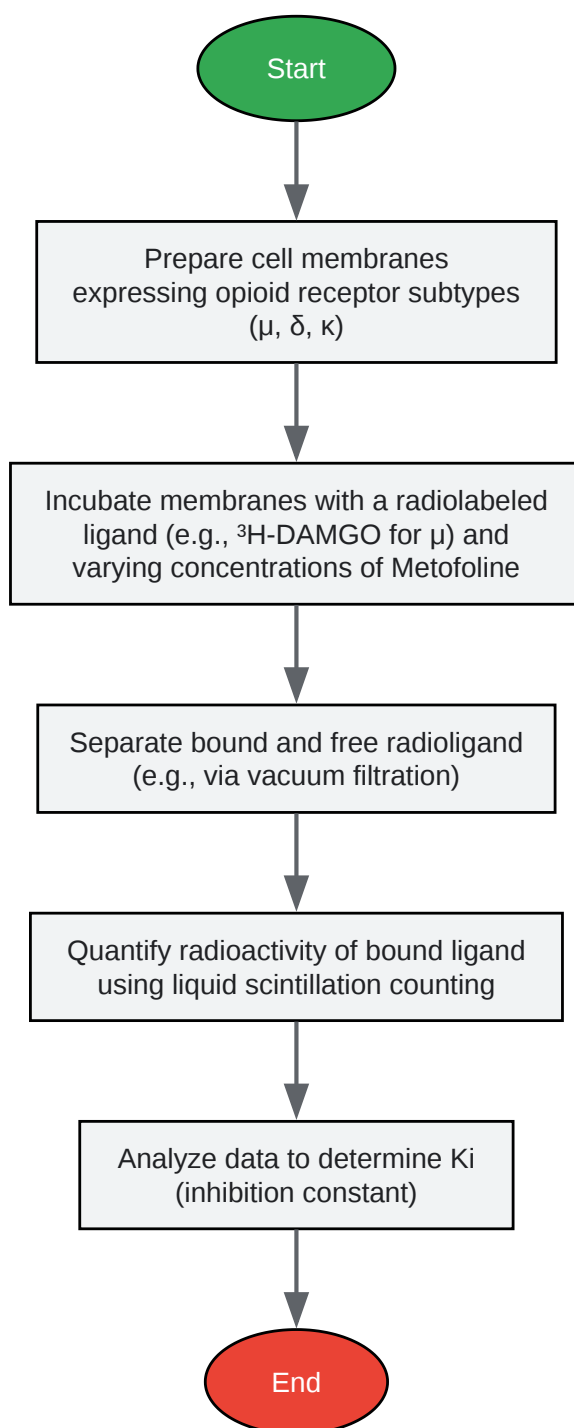 Start
Prepare cell membranes
expressing opioid receptor subtypes
(μ, δ, κ)
Incubate membranes with a radiolabeled
ligand (e.g., ³H-DAMGO for μ) and
varying concentrations of Metofoline
Separate bound and free radioligand
(e.g., via vacuum filtration)
Quantify radioactivity of bound ligand
using liquid scintillation counting
Analyze data to determine Ki
(inhibition constant)
End